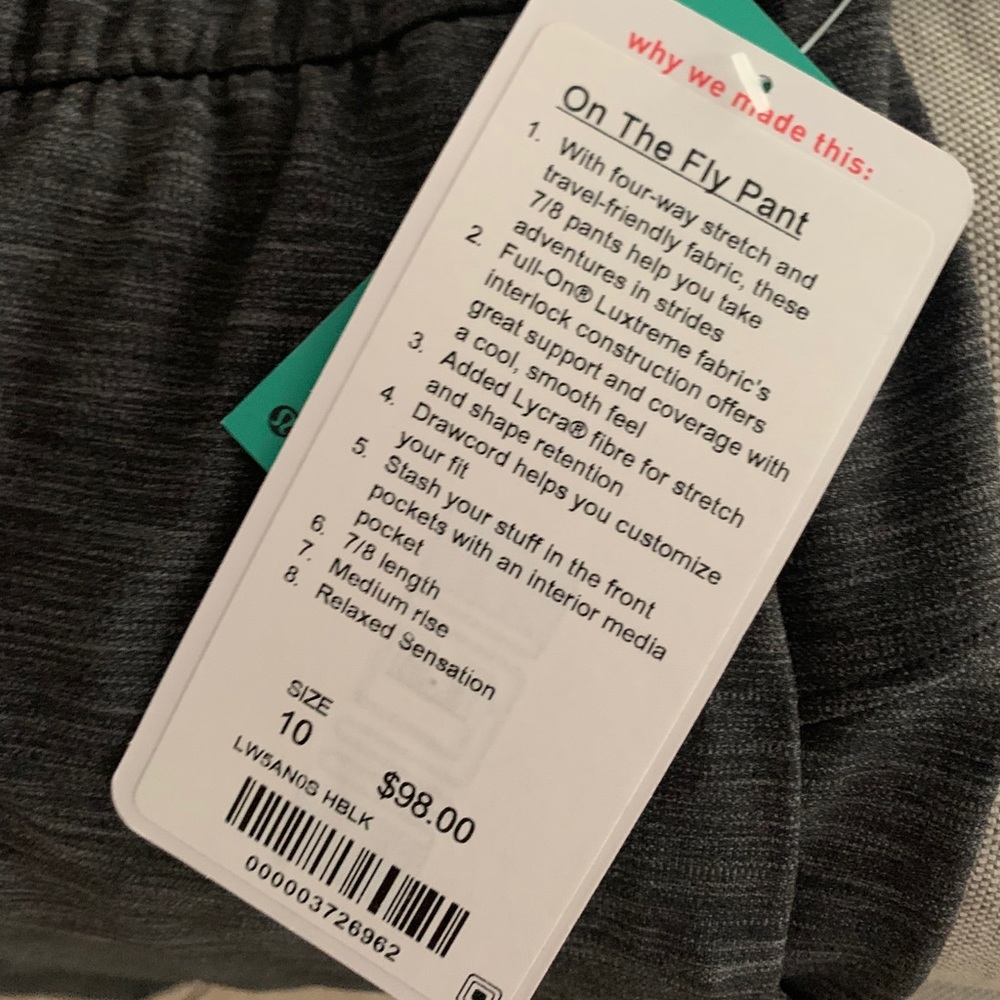 why we made this:
On The Fly Pant
1. With four-way stretch and
travel-friendly fabric, these
7/8 pants help you take
adventures in strides
2. Full-On® Luxtreme fabric's
interlock construction offers
great support and coverage with
a cool, smooth feel
3. Added Lycra® fibre for stretch
and shape retention
4. Drawcord helps you customize
your fit
5. Stash your stuff in the front
pockets with an interior media
pocket
6. 7/8 length
7. Medium rise
8. Relaxed Sensation
SIZE
10
$98.00
LW5AN0S HBLK
000003726962